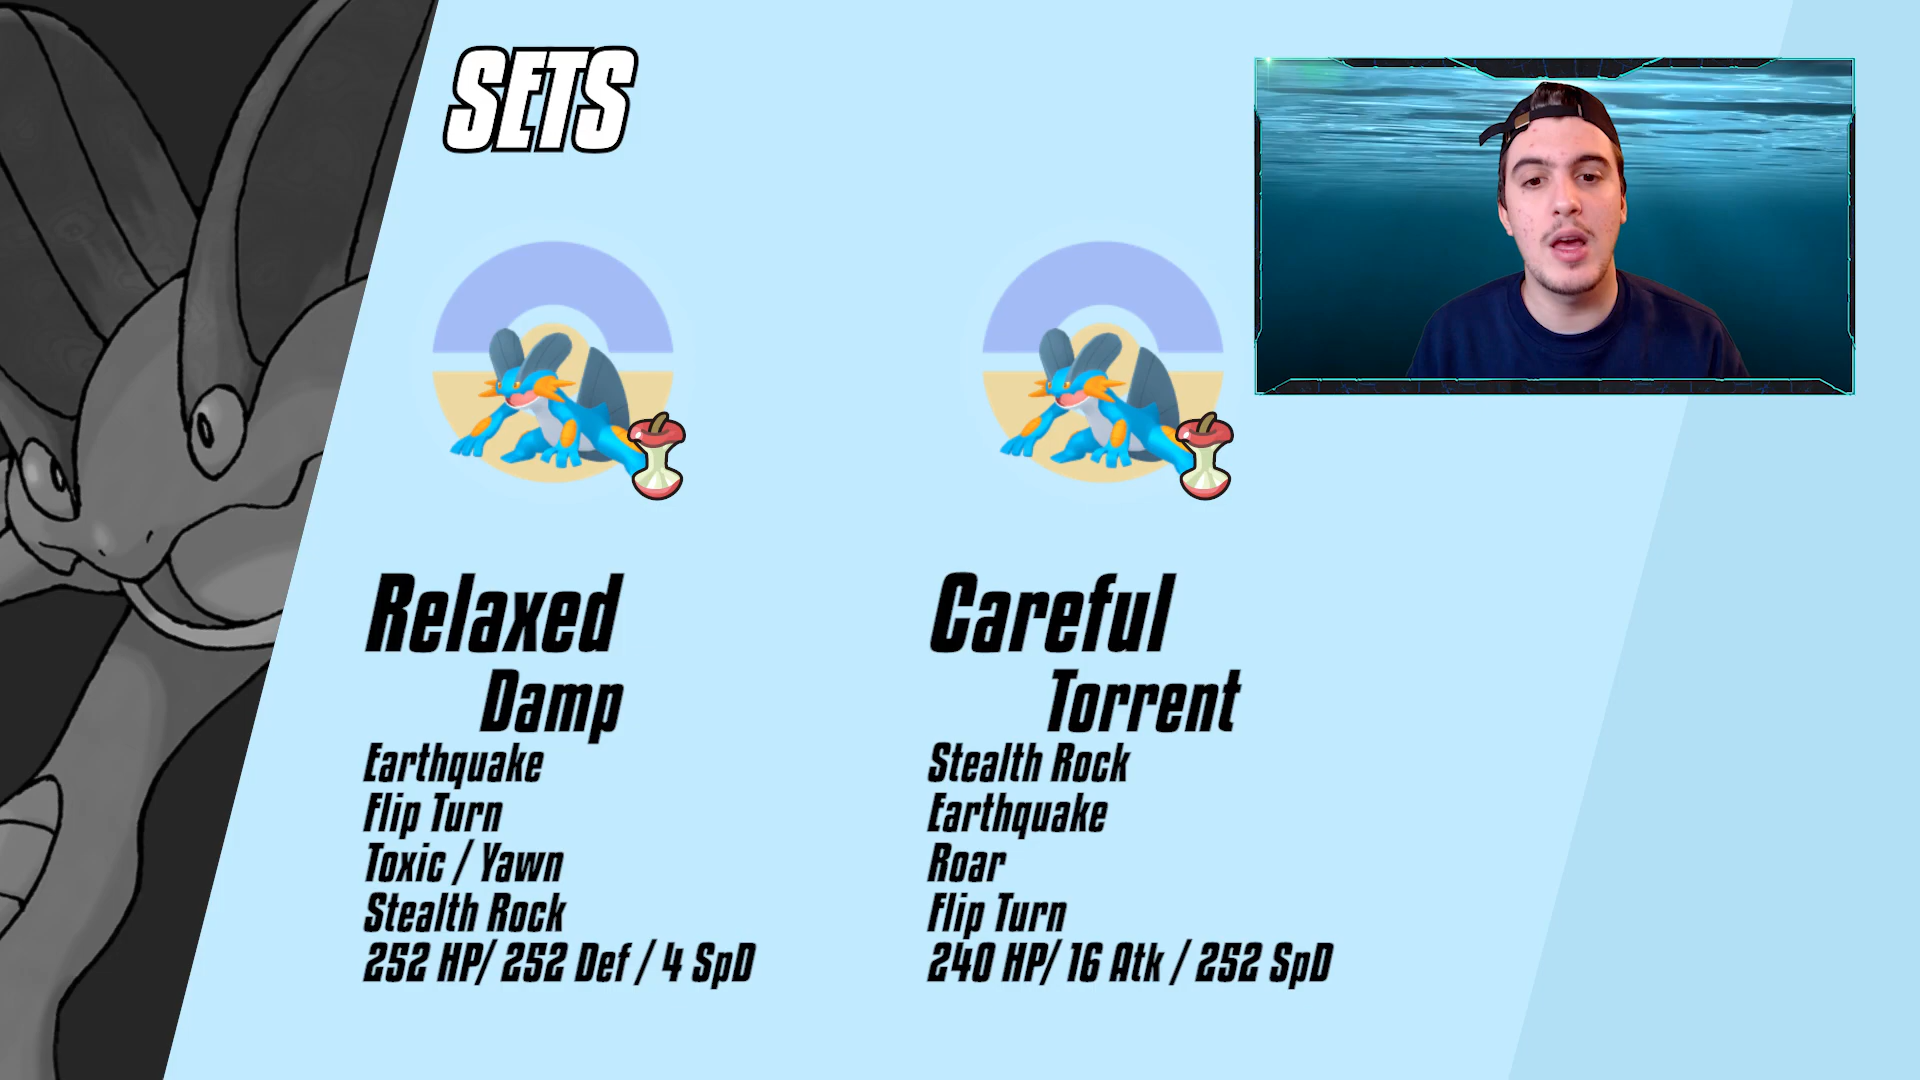 SETS
Relaxed
Damp
Earthquake
Flip Turn
Toxic / Yawn
Stealth Rock
252 HP/ 252 Def / 4 SpD
Careful
Torrent
Stealth Rock
Earthquake
Roar
Flip Turn
240 HP/ 16 Atk / 252 SpD